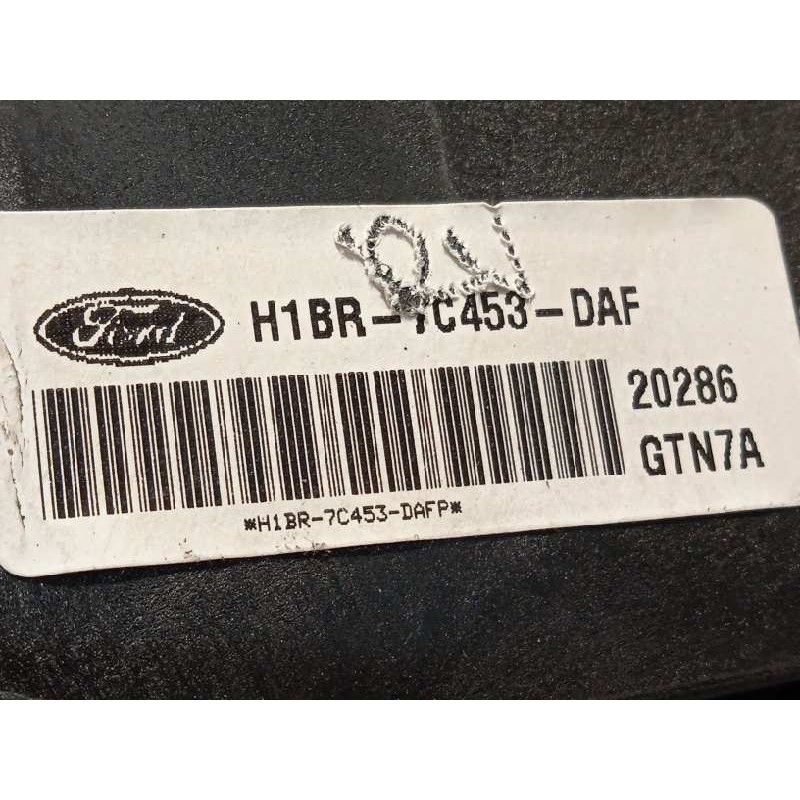 Ford
H1BR-7C453-DAF
20286
GTN7A
*H1BR-7C453-DAFP*